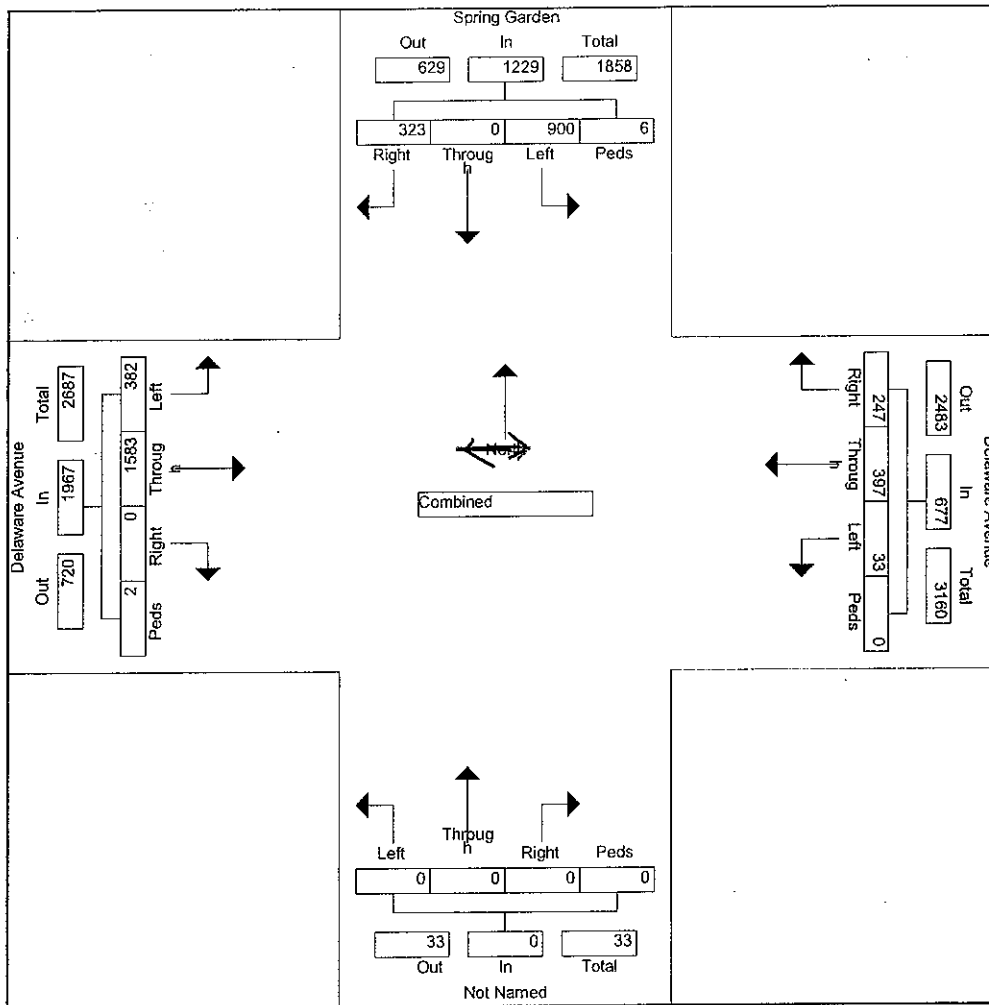 Spring Garden
Out In Total
629 1229 1858
323 0 900 6
Right Throug
h Left Peds
Delaware Avenue
Out In Total
720 1967 2687
382 1583 0 2
Left Throug
h Right Peds
North
Combined
Right Throug
h Left Peds
247 397 33 0
Out In Total
2483 677 3160
Delaware Avenue
Left Throug
h Right Peds
0 0 0 0
33 0 33
Out In Total
Not Named